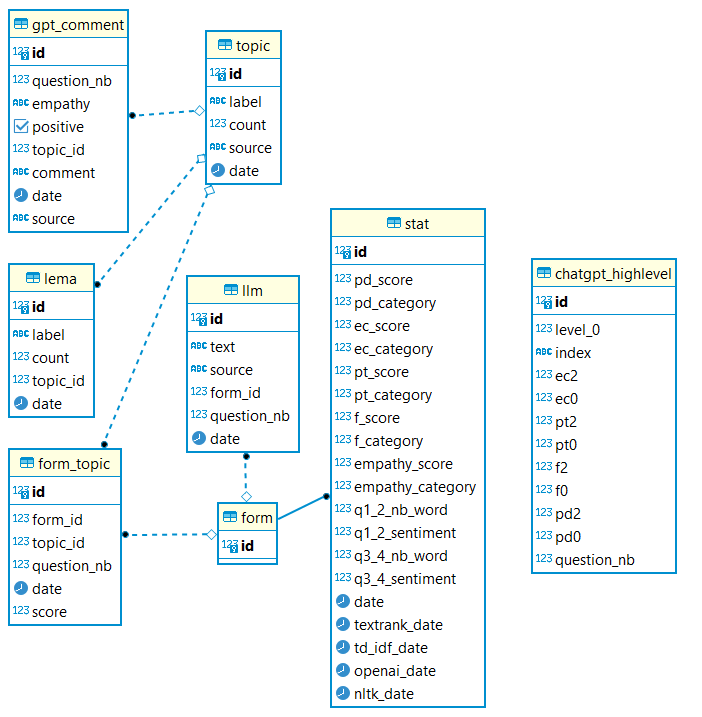 gpt_comment
123 id
123 question_nb
ABC empathy
positive
123 topic_id
ABC comment
date
ABC source
topic
123 id
ABC label
123 count
ABC source
date
lema
123 id
ABC label
123 count
123 topic_id
date
llm
123 id
ABC text
ABC source
123 form_id
123 question_nb
date
form_topic
123 id
123 form_id
123 topic_id
123 question_nb
date
123 score
form
123 id
stat
123 id
123 pd_score
123 pd_category
123 ec_score
123 ec_category
123 pt_score
123 pt_category
123 f_score
123 f_category
123 empathy_score
123 empathy_category
123 q1_2_nb_word
123 q1_2_sentiment
123 q3_4_nb_word
123 q3_4_sentiment
date
textrank_date
td_idf_date
openai_date
nltk_date
chatgpt_highlevel
123 id
123 level_0
ABC index
123 ec2
123 ec0
123 pt2
123 pt0
123 f2
123 f0
123 pd2
123 pd0
123 question_nb